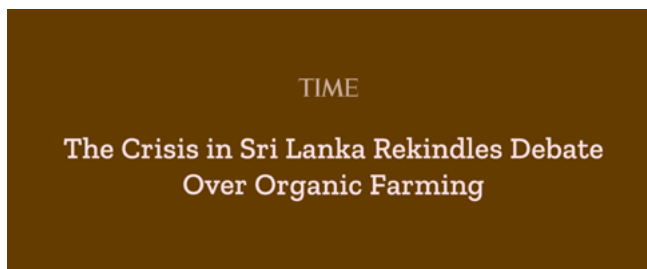 TIME
The Crisis in Sri Lanka Rekindles Debate
Over Organic Farming